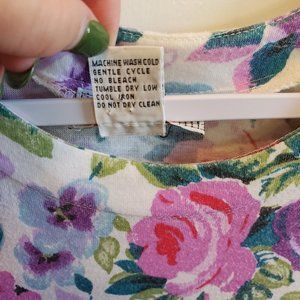 MACHINE WASH COLD
GENTLE CYCLE
NO BLEACH
TUMBLE DRY LOW
COOL IRON
DO NOT DRY CLEAN